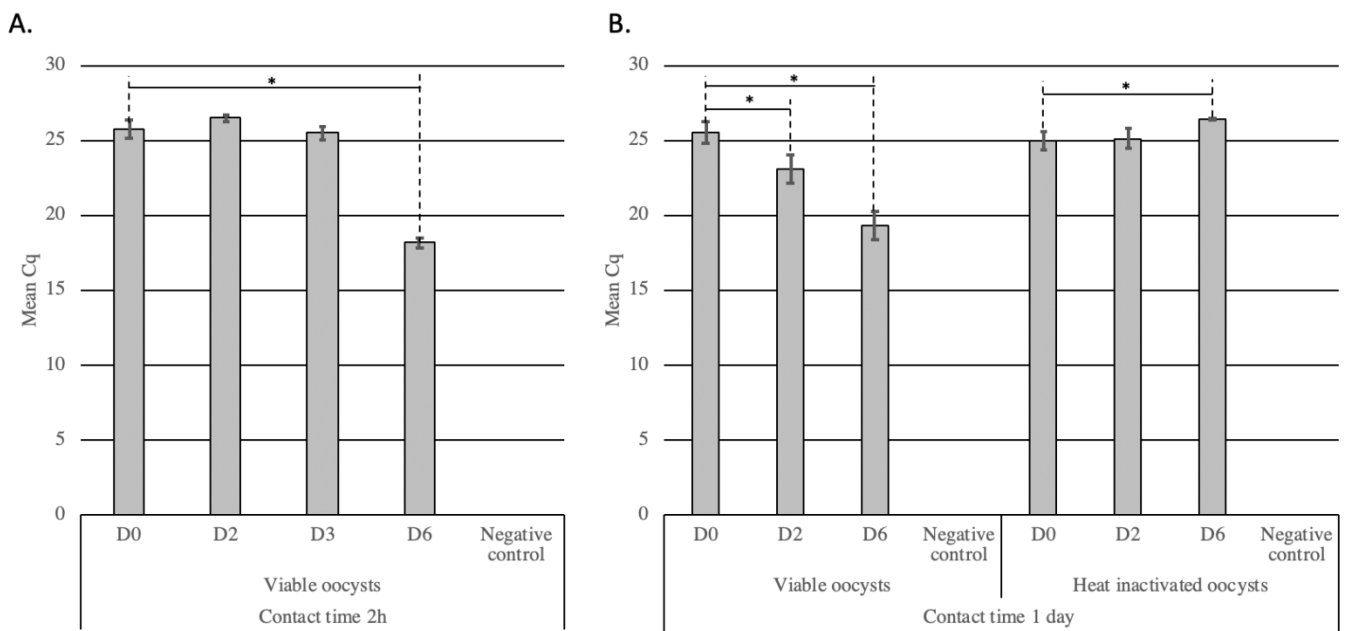 A.
30
25
20
15
10
5
0
Mean Cq
*
D0 D2 D3 D6 Negative
control
Viable oocysts
Contact time 2h
B.
30
25
20
15
10
5
0
Mean Cq
* * *
D0 D2 D6 Negative D0 D2 D6 Negative
control control
Viable oocysts Heat inactivated oocysts
Contact time 1 day